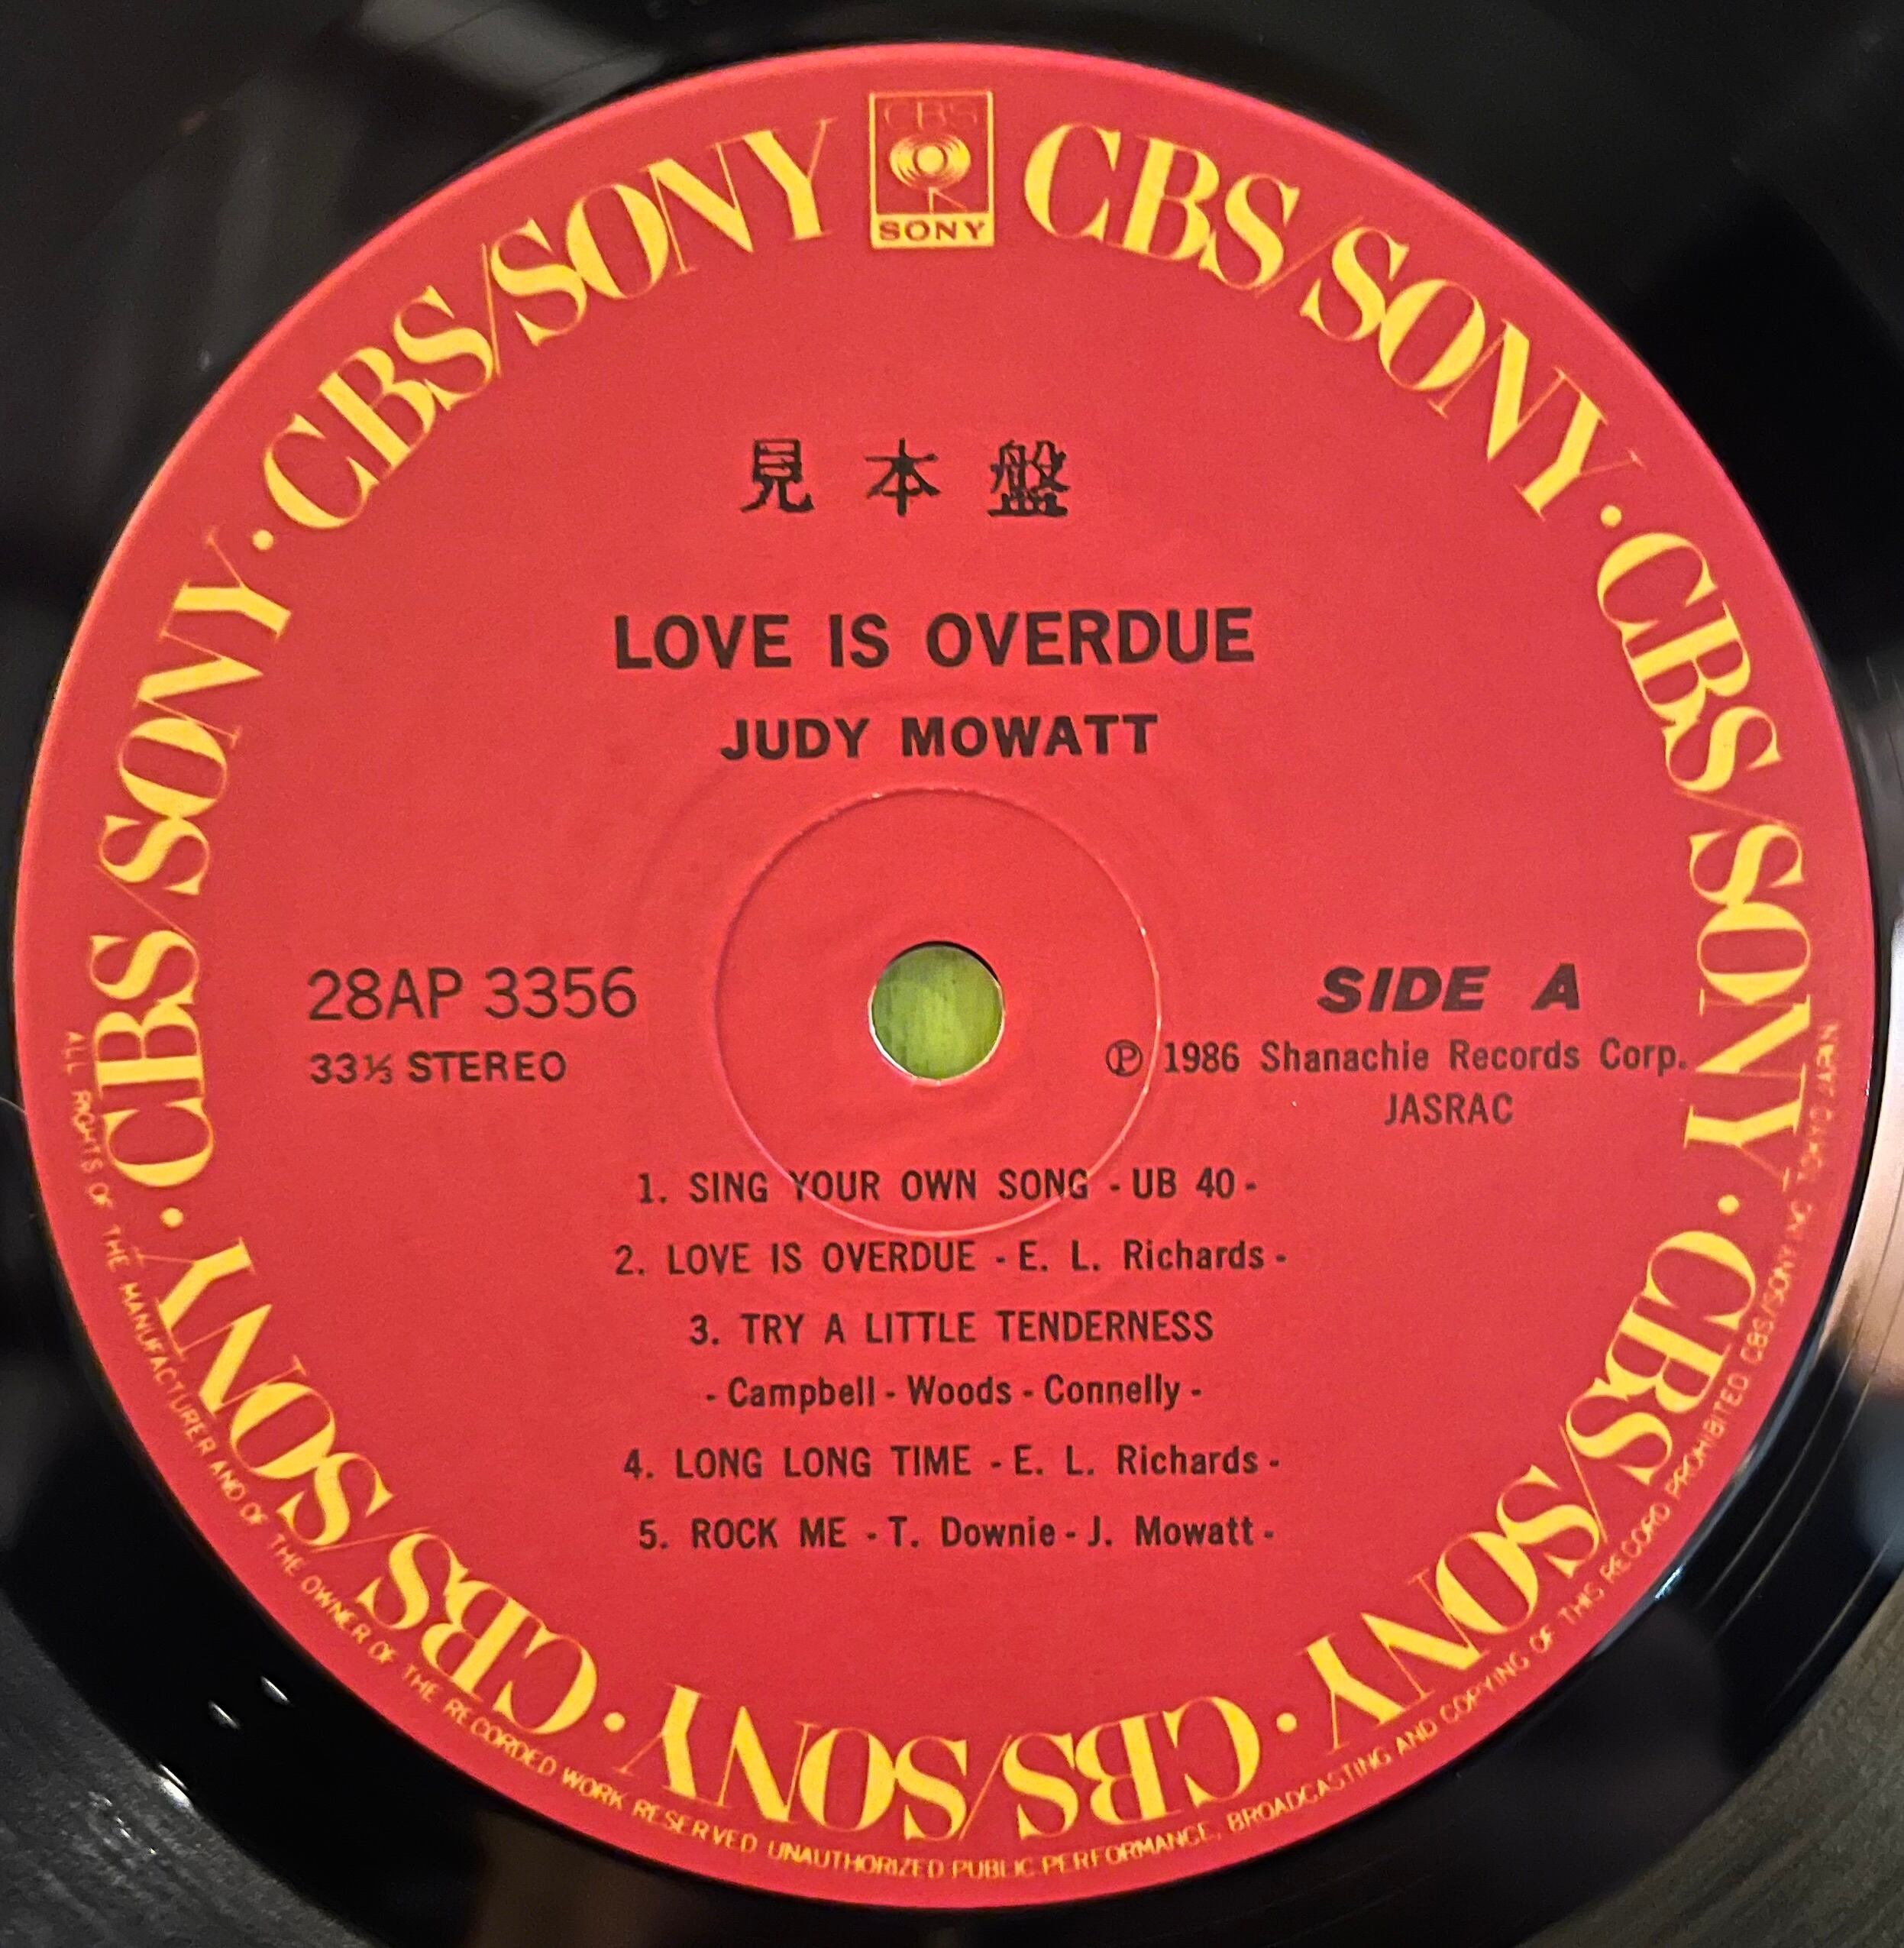 CBS
SONY
CBS/SONY · CBS/SONY · CBS/SONY · CBS/SONY · CBS/SONY · CBS/SONY · CBS/SONY
見本盤
LOVE IS OVERDUE
JUDY MOWATT
28AP 3356
33⅓ STEREO
SIDE A
Ⓟ 1986 Shanachie Records Corp.
JASRAC
1. SING YOUR OWN SONG - UB 40 -
2. LOVE IS OVERDUE - E. L. Richards -
3. TRY A LITTLE TENDERNESS
- Campbell - Woods - Connelly -
4. LONG LONG TIME - E. L. Richards -
5. ROCK ME - T. Downie - J. Mowatt -
ALL RIGHTS OF THE MANUFACTURER AND OF THE OWNER OF THE RECORDED WORK RESERVED UNAUTHORIZED PUBLIC PERFORMANCE, BROADCASTING AND COPYING OF THIS RECORD PROHIBITED CBS/SONY INC. TOKYO JAPAN